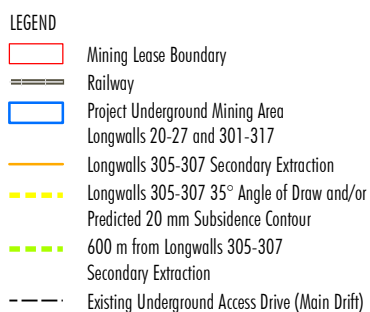 LEGEND
Mining Lease Boundary
Railway
Project Underground Mining Area
Longwalls 20-27 and 301-317
Longwalls 305-307 Secondary Extraction
Longwalls 305-307 35° Angle of Draw and/or
Predicted 20 mm Subsidence Contour
600 m from Longwalls 305-307
Secondary Extraction
Existing Underground Access Drive (Main Drift)